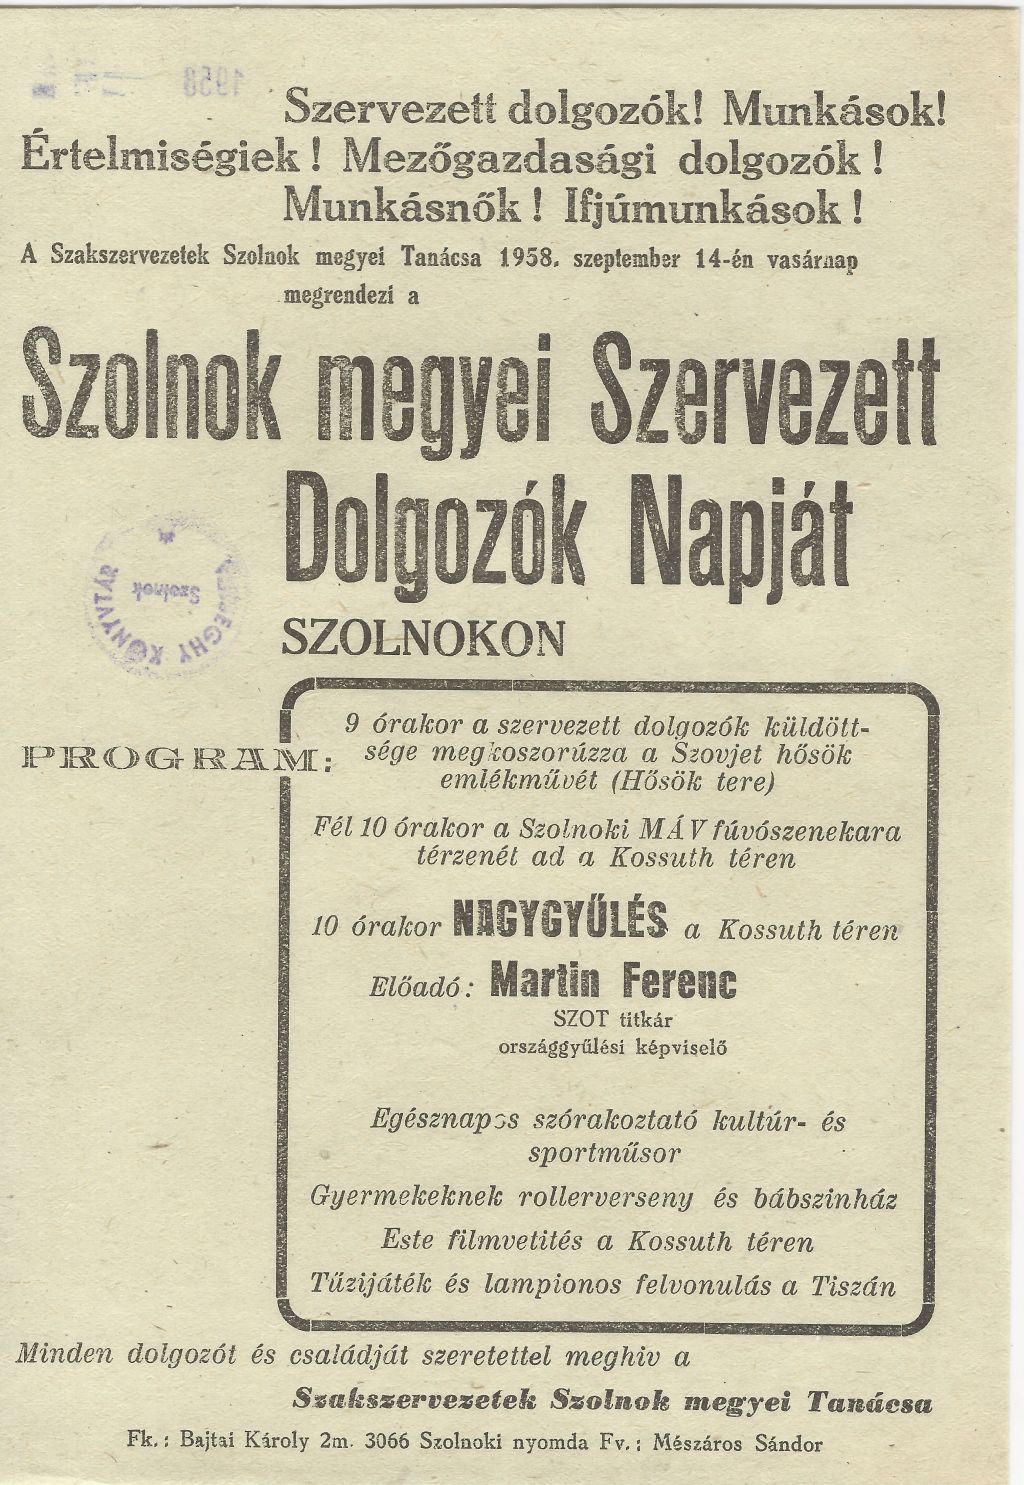 1958
Szervezett dolgozók! Munkások!
Értelmiségiek! Mezőgazdasági dolgozók!
Munkásnők! Ifjúmunkások!
A Szakszervezetek Szolnok megyei Tanácsa 1958. szeptember 14-én vasárnap
megrendezi a
Szolnok megyei Szervezett
Dolgozók Napját
SZOLNOKON
KÖNYVTÁR
Szolnok
PROGRAM:
9 órakor a szervezett dolgozók küldött-
sége megkoszorúzza a Szovjet hősök
emlékművét (Hősök tere)
Fél 10 órakor a Szolnoki MÁV fúvószenekara
térzenét ad a Kossuth téren
10 órakor NAGYGYŰLÉS a Kossuth téren
Előadó: Martin Ferenc
SZOT titkár
országgyűlési képviselő
Egésznapos szórakoztató kultúr- és
sportműsor
Gyermekeknek rollerverseny és bábszinház
Este filmvetités a Kossuth téren
Tűzijáték és lampionos felvonulás a Tiszán
Minden dolgozót és családját szeretettel meghiv a
Szakszervezetek Szolnok megyei Tanácsa
Fk.: Bajtai Károly 2m. 3066 Szolnoki nyomda Fv.: Mészáros Sándor